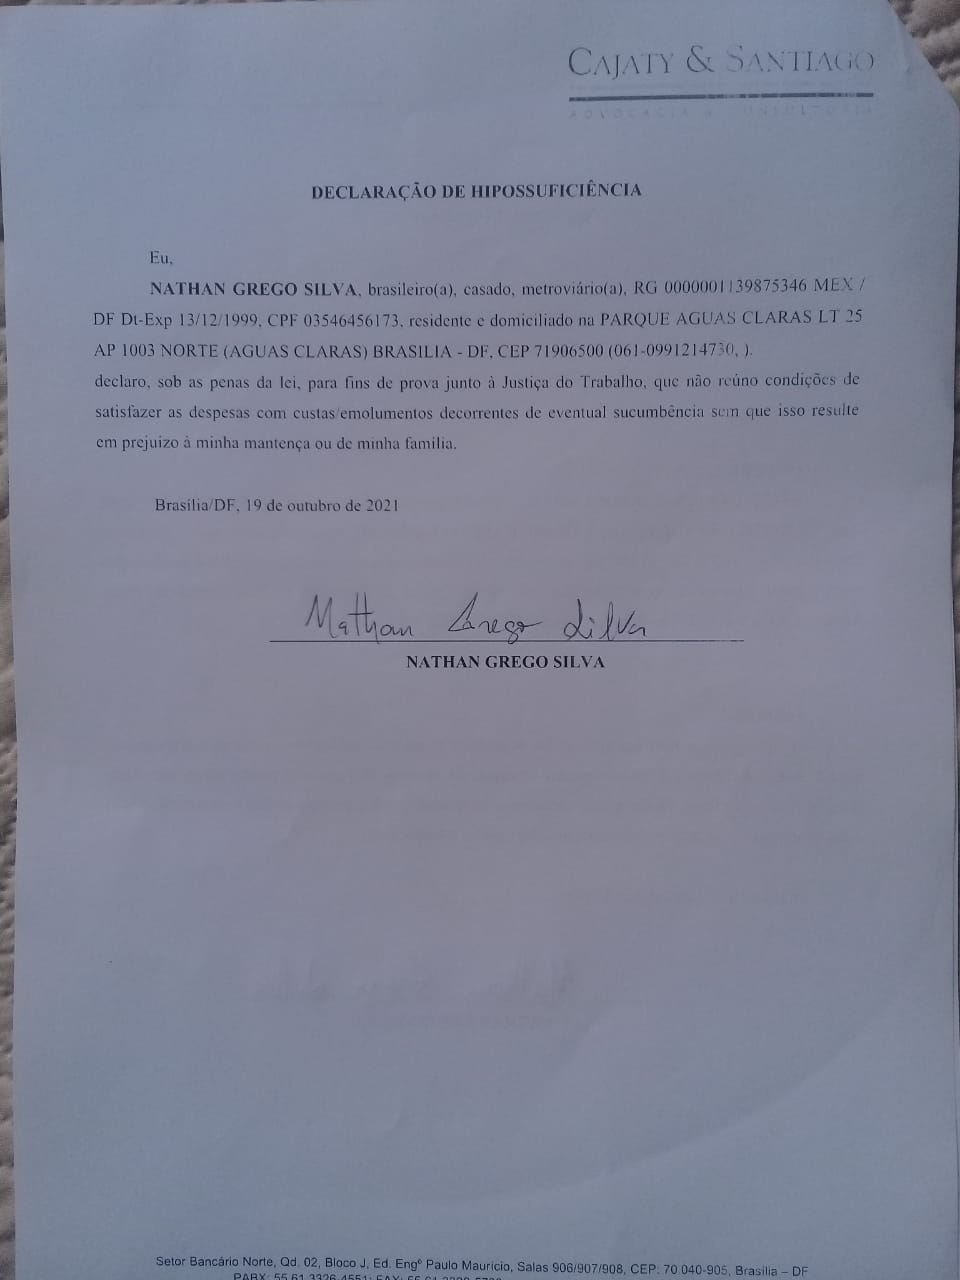 CAJATY & SANTIAGO
DECLARAÇÃO DE HIPOSSUFICIÊNCIA
Eu,
NATHAN GREGO SILVA, brasileiro(a), casado, metroviário(a), RG 0000001139875346 MEX /
DF Dt-Exp 13/12/1999, CPF 03546456173, residente e domiciliado na PARQUE AGUAS CLARAS LT 25
AP 1003 NORTE (AGUAS CLARAS) BRASILIA - DF, CEP 71906500 (061-0991214730, ).
declaro, sob as penas da lei, para fins de prova junto à Justiça do Trabalho, que não reúno condições de
satisfazer as despesas com custas/emolumentos decorrentes de eventual sucumbência sem que isso resulte
em prejuizo à minha mantença ou de minha família.
Brasília/DF, 19 de outubro de 2021
Nathan Grego Silva
NATHAN GREGO SILVA
Setor Bancário Norte, Qd. 02, Bloco J, Ed. Engº Paulo Maurício, Salas 906/907/908, CEP: 70.040-905, Brasília – DF
PABX: 55 61 3326-4551; FAX: 55 61